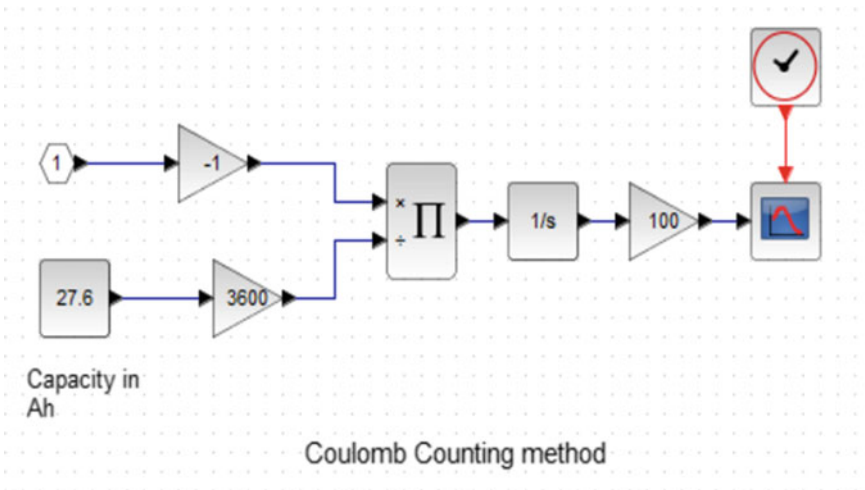 1
-1
×
÷
∏
1/s
100
27.6
3600
Capacity in
Ah
Coulomb Counting method